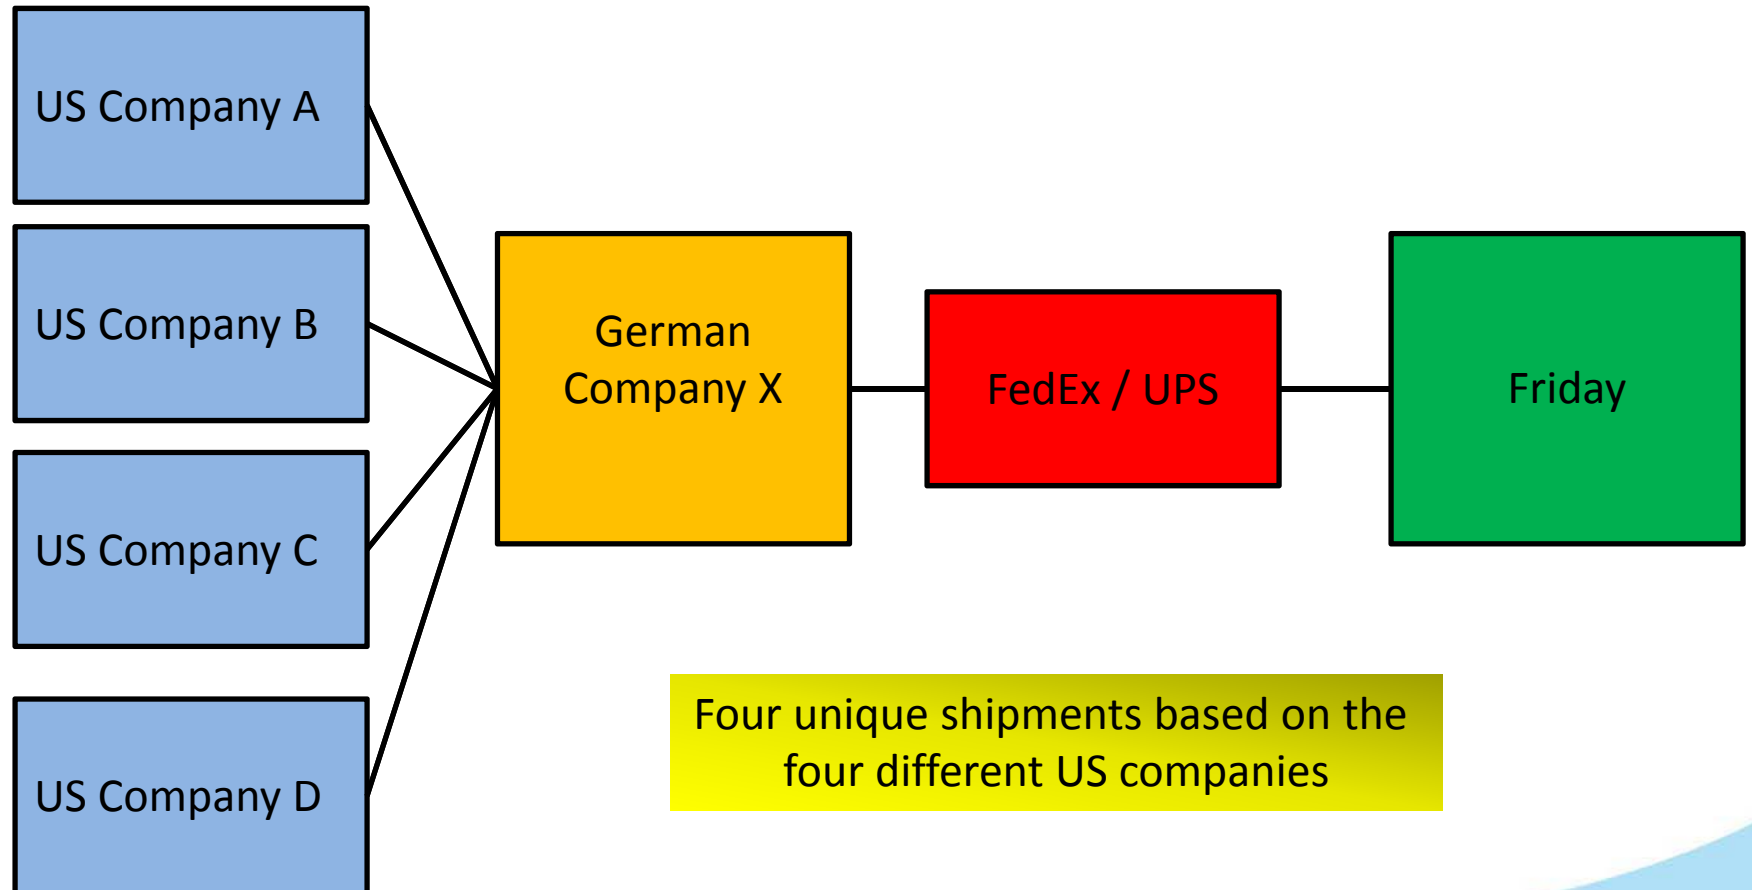 US Company A
US Company B
US Company C
US Company D
German
Company X
FedEx / UPS
Friday
Four unique shipments based on the
four different US companies